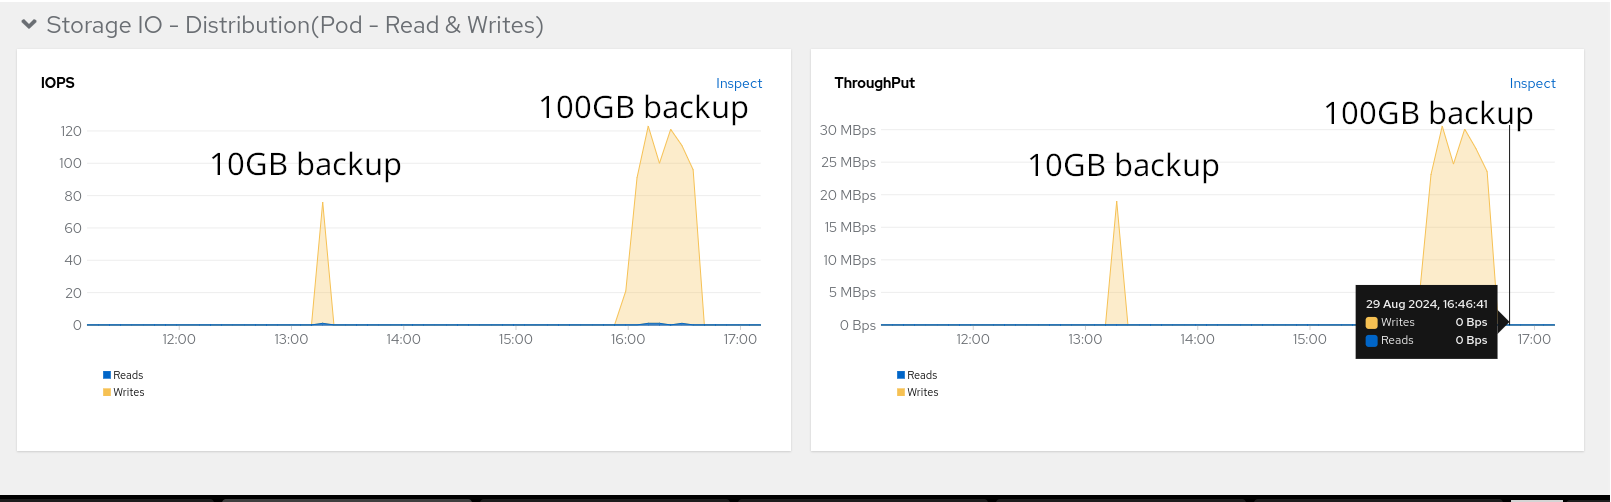 Storage IO - Distribution(Pod - Read & Writes)
IOPS
Inspect
100GB backup
10GB backup
120
100
80
60
40
20
0
12:00 13:00 14:00 15:00 16:00 17:00
Reads
Writes
ThroughPut
Inspect
100GB backup
10GB backup
30 MBps
25 MBps
20 MBps
15 MBps
10 MBps
5 MBps
0 Bps
12:00 13:00 14:00 15:00 17:00
29 Aug 2024, 16:46:41
Writes 0 Bps
Reads 0 Bps
Reads
Writes